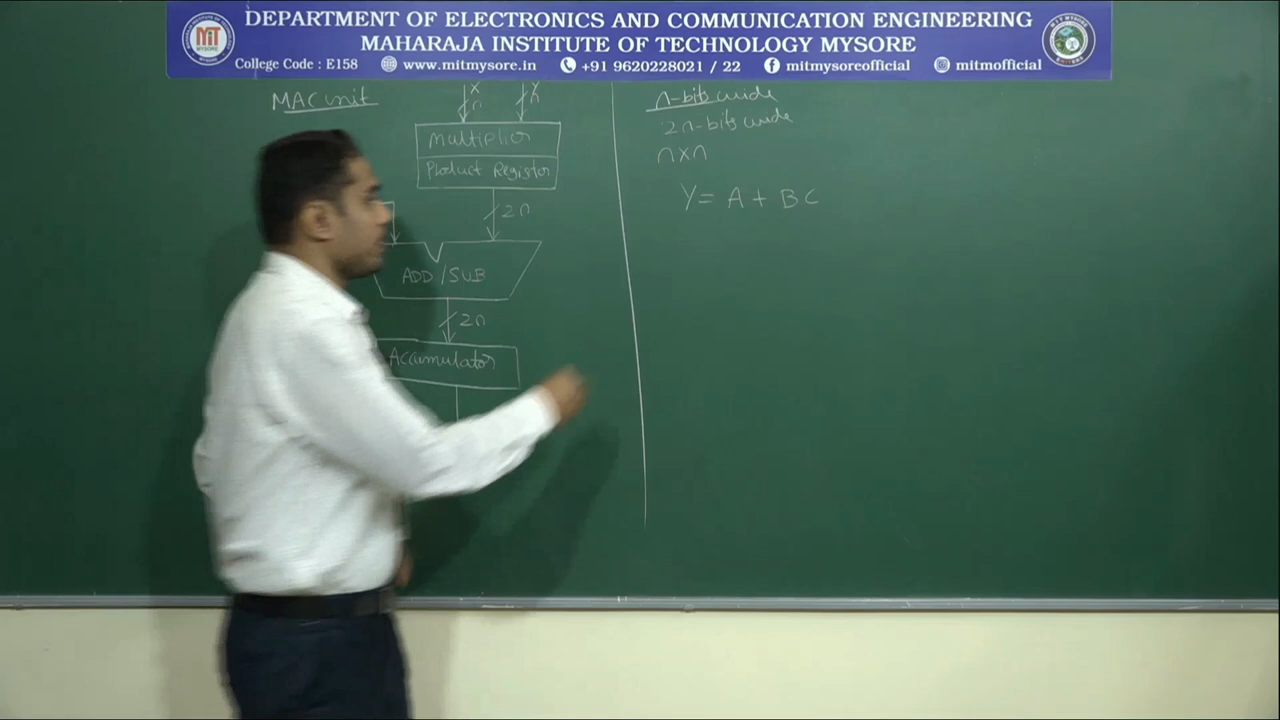 DEPARTMENT OF ELECTRONICS AND COMMUNICATION ENGINEERING
MAHARAJA INSTITUTE OF TECHNOLOGY MYSORE
College Code : E158 www.mitmysore.in +91 9620228021 / 22 mitmysoreofficial mitmofficial
MIT
MYSORE
MAC unit
X Y
n n
Multiplier
Product Register
2n
ADD / SUB
2n
Accumulator
n-bits wide
2n-bits wide
n x n
Y = A + BC